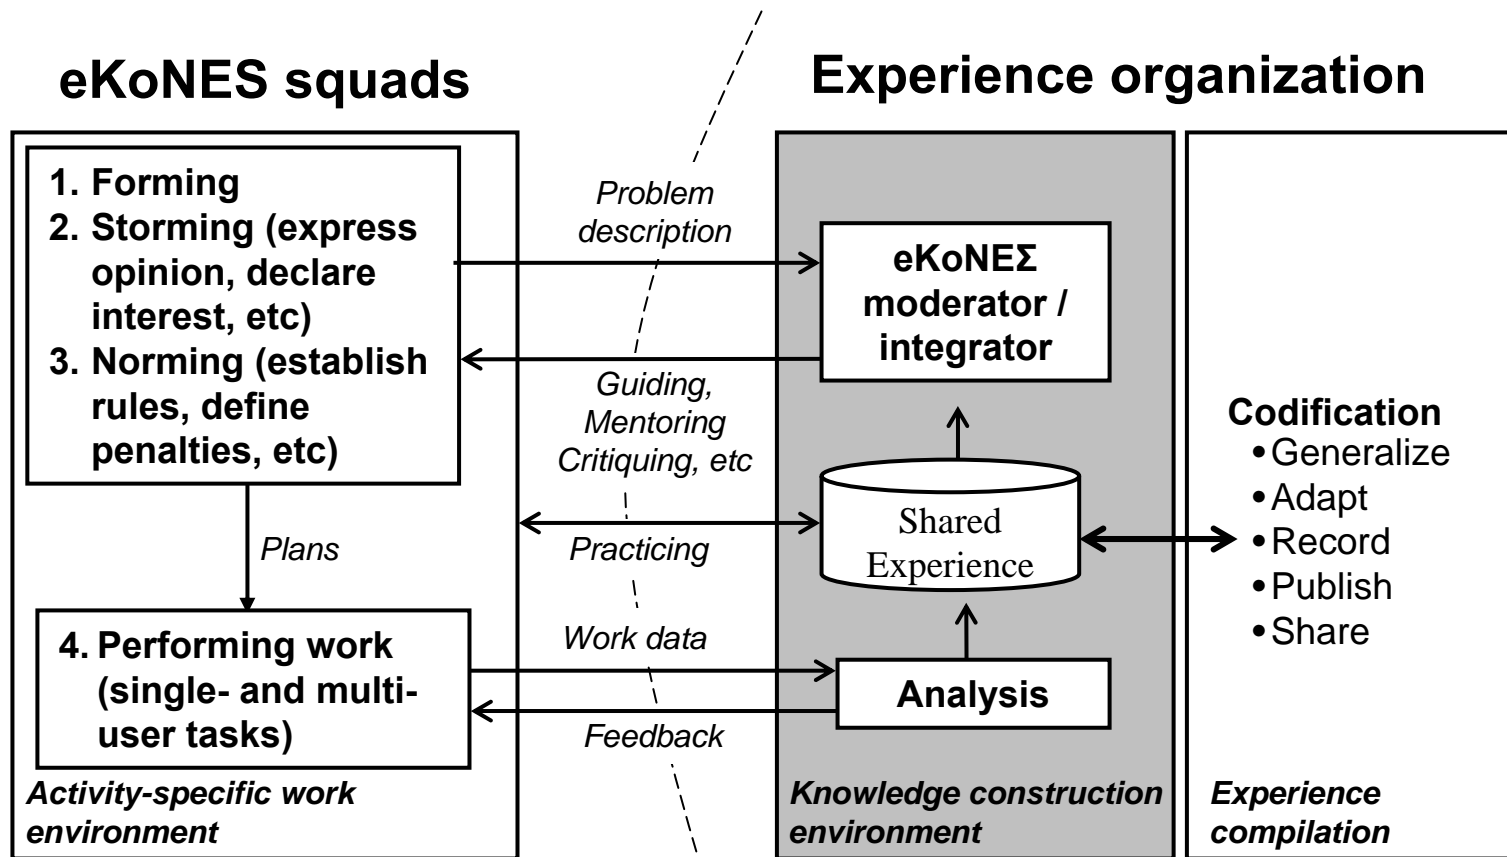 eKoNES squads
Experience organization
1. Forming
2. Storming (express
opinion, declare
interest, etc)
3. Norming (establish
rules, define
penalties, etc)
Plans
4. Performing work
(single- and multi-
user tasks)
Activity-specific work
environment
Problem
description
Guiding,
Mentoring
Critiquing, etc
Practicing
Work data
Feedback
eKoNEΣ
moderator /
integrator
Shared
Experience
Analysis
Knowledge construction
environment
Codification
•Generalize
•Adapt
•Record
•Publish
•Share
Experience
compilation